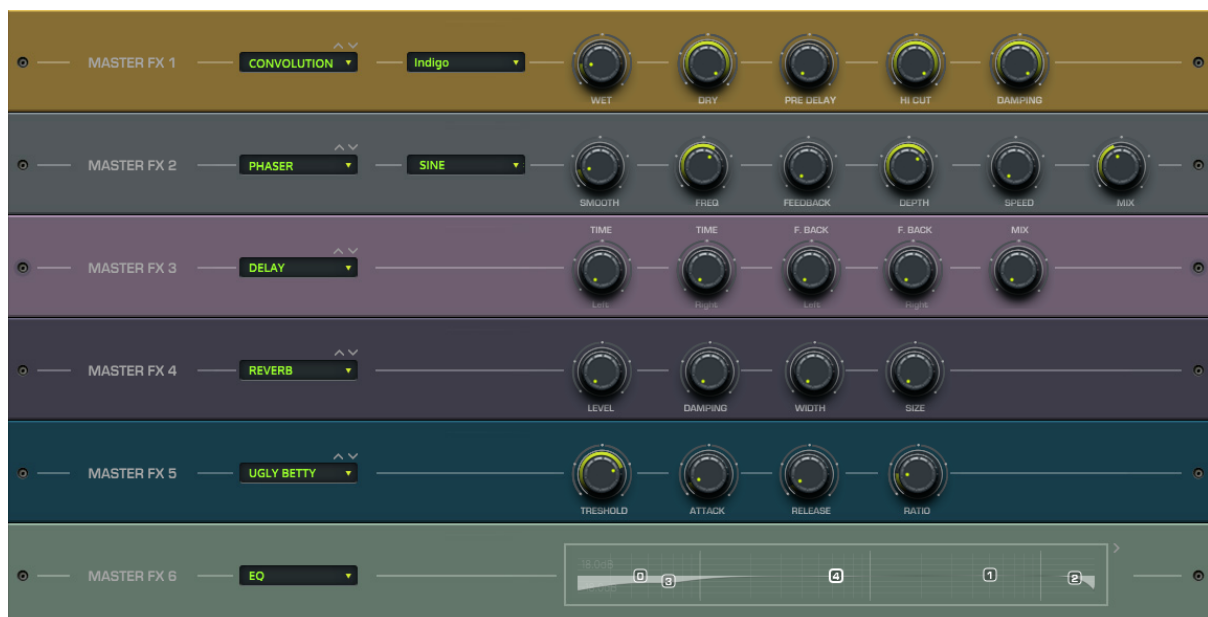 MASTER FX 1 CONVOLUTION Indigo
WET DRY PRE DELAY HI CUT DAMPING
MASTER FX 2 PHASER SINE
SMOOTH FREQ FEEDBACK DEPTH SPEED MIX
TIME TIME F. BACK F. BACK MIX
MASTER FX 3 DELAY
Left Right Left Right
MASTER FX 4 REVERB
LEVEL DAMPING WIDTH SIZE
MASTER FX 5 UGLY BETTY
TRESHOLD ATTACK RELEASE RATIO
18.0dB
MASTER FX 6 EQ 0 3 4 1 2